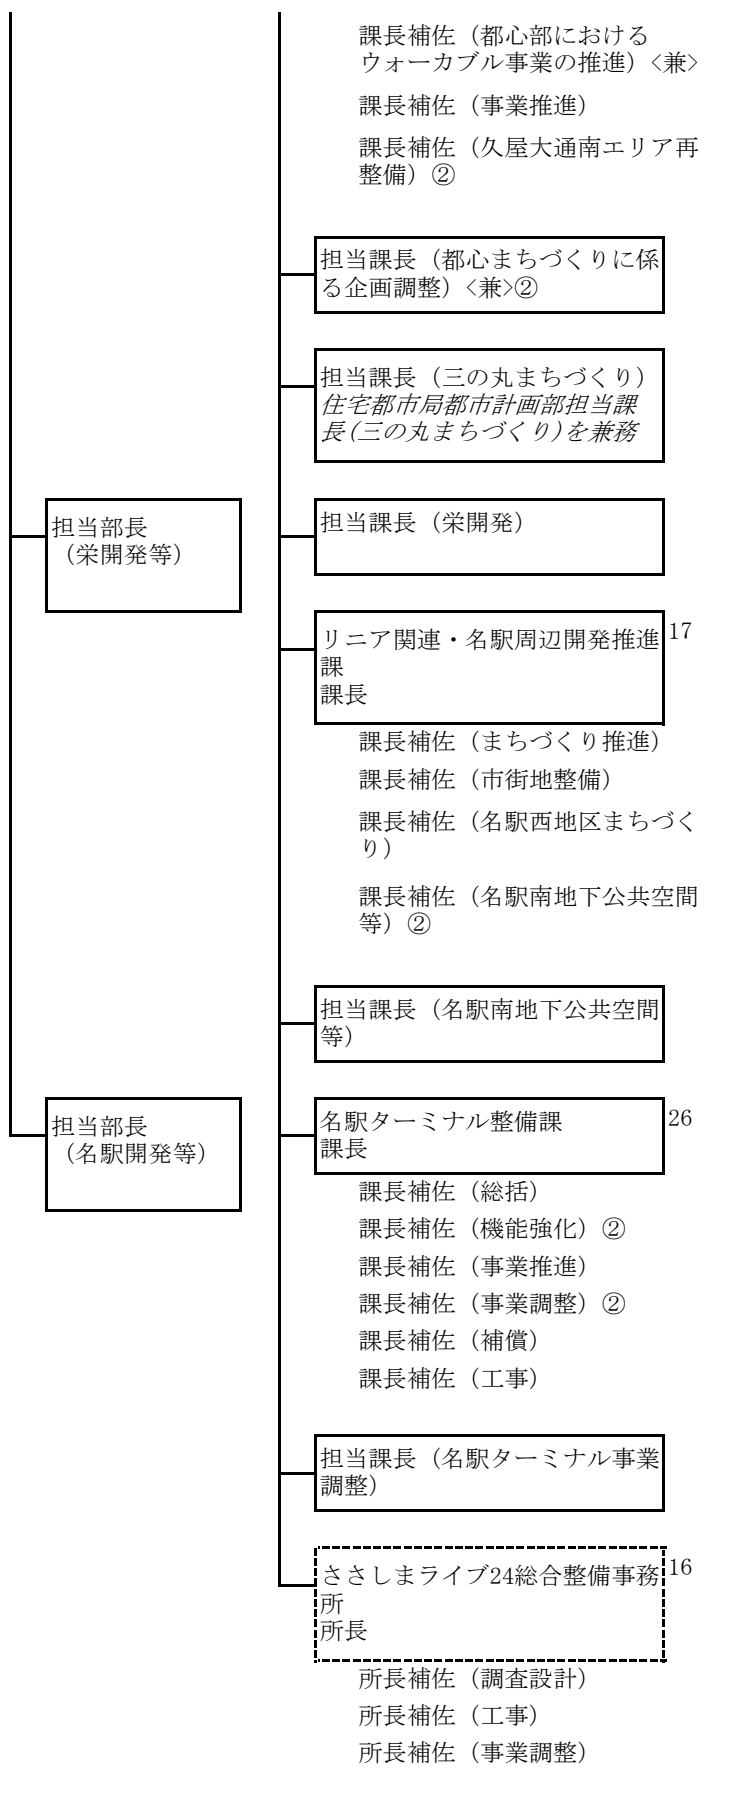 課長補佐（都心部における
ウォーカブル事業の推進）<兼>
課長補佐（事業推進）
課長補佐（久屋大通南エリア再
整備）②
担当課長（都心まちづくりに係
る企画調整）<兼>②
担当課長（三の丸まちづくり）
住宅都市局都市計画部担当課
長(三の丸まちづくり)を兼務
担当部長
（栄開発等）
担当課長（栄開発）
リニア関連・名駅周辺開発推進
課
課長
17
課長補佐（まちづくり推進）
課長補佐（市街地整備）
課長補佐（名駅西地区まちづく
り）
課長補佐（名駅南地下公共空間
等）②
担当課長（名駅南地下公共空間
等）
担当部長
（名駅開発等）
名駅ターミナル整備課
課長
26
課長補佐（総括）
課長補佐（機能強化）②
課長補佐（事業推進）
課長補佐（事業調整）②
課長補佐（補償）
課長補佐（工事）
担当課長（名駅ターミナル事業
調整）
ささしまライブ24総合整備事務
所
所長
16
所長補佐（調査設計）
所長補佐（工事）
所長補佐（事業調整）